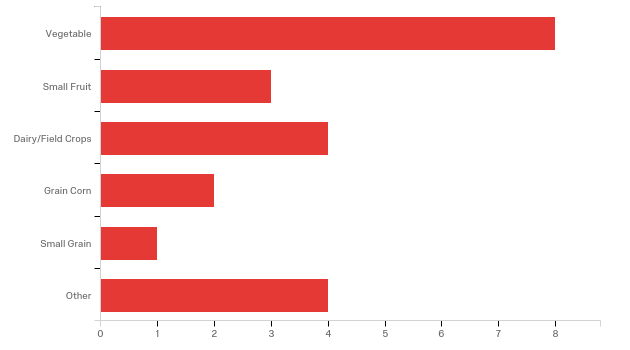 Vegetable
Small Fruit
Dairy/Field Crops
Grain Corn
Small Grain
Other
0 1 2 3 4 5 6 7 8